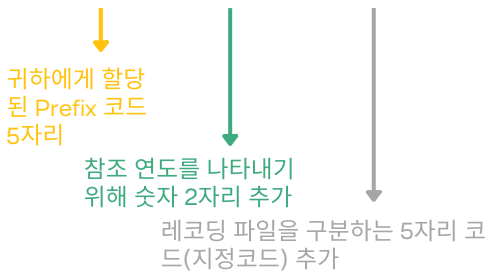 귀하에게 할당
된 Prefix 코드
5자리
참조 연도를 나타내기
위해 숫자 2자리 추가
레코딩 파일을 구분하는 5자리 코
드(지정코드) 추가